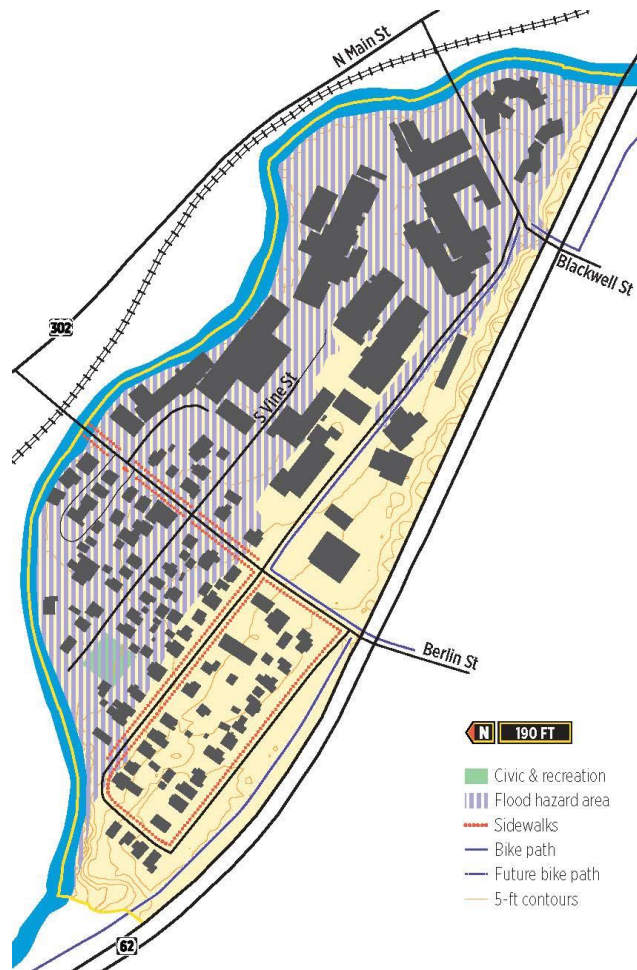 N Main St
Blackwell St
302
S Vine St
Berlin St
N 190 FT
Civic & recreation
Flood hazard area
Sidewalks
Bike path
Future bike path
5-ft contours
62